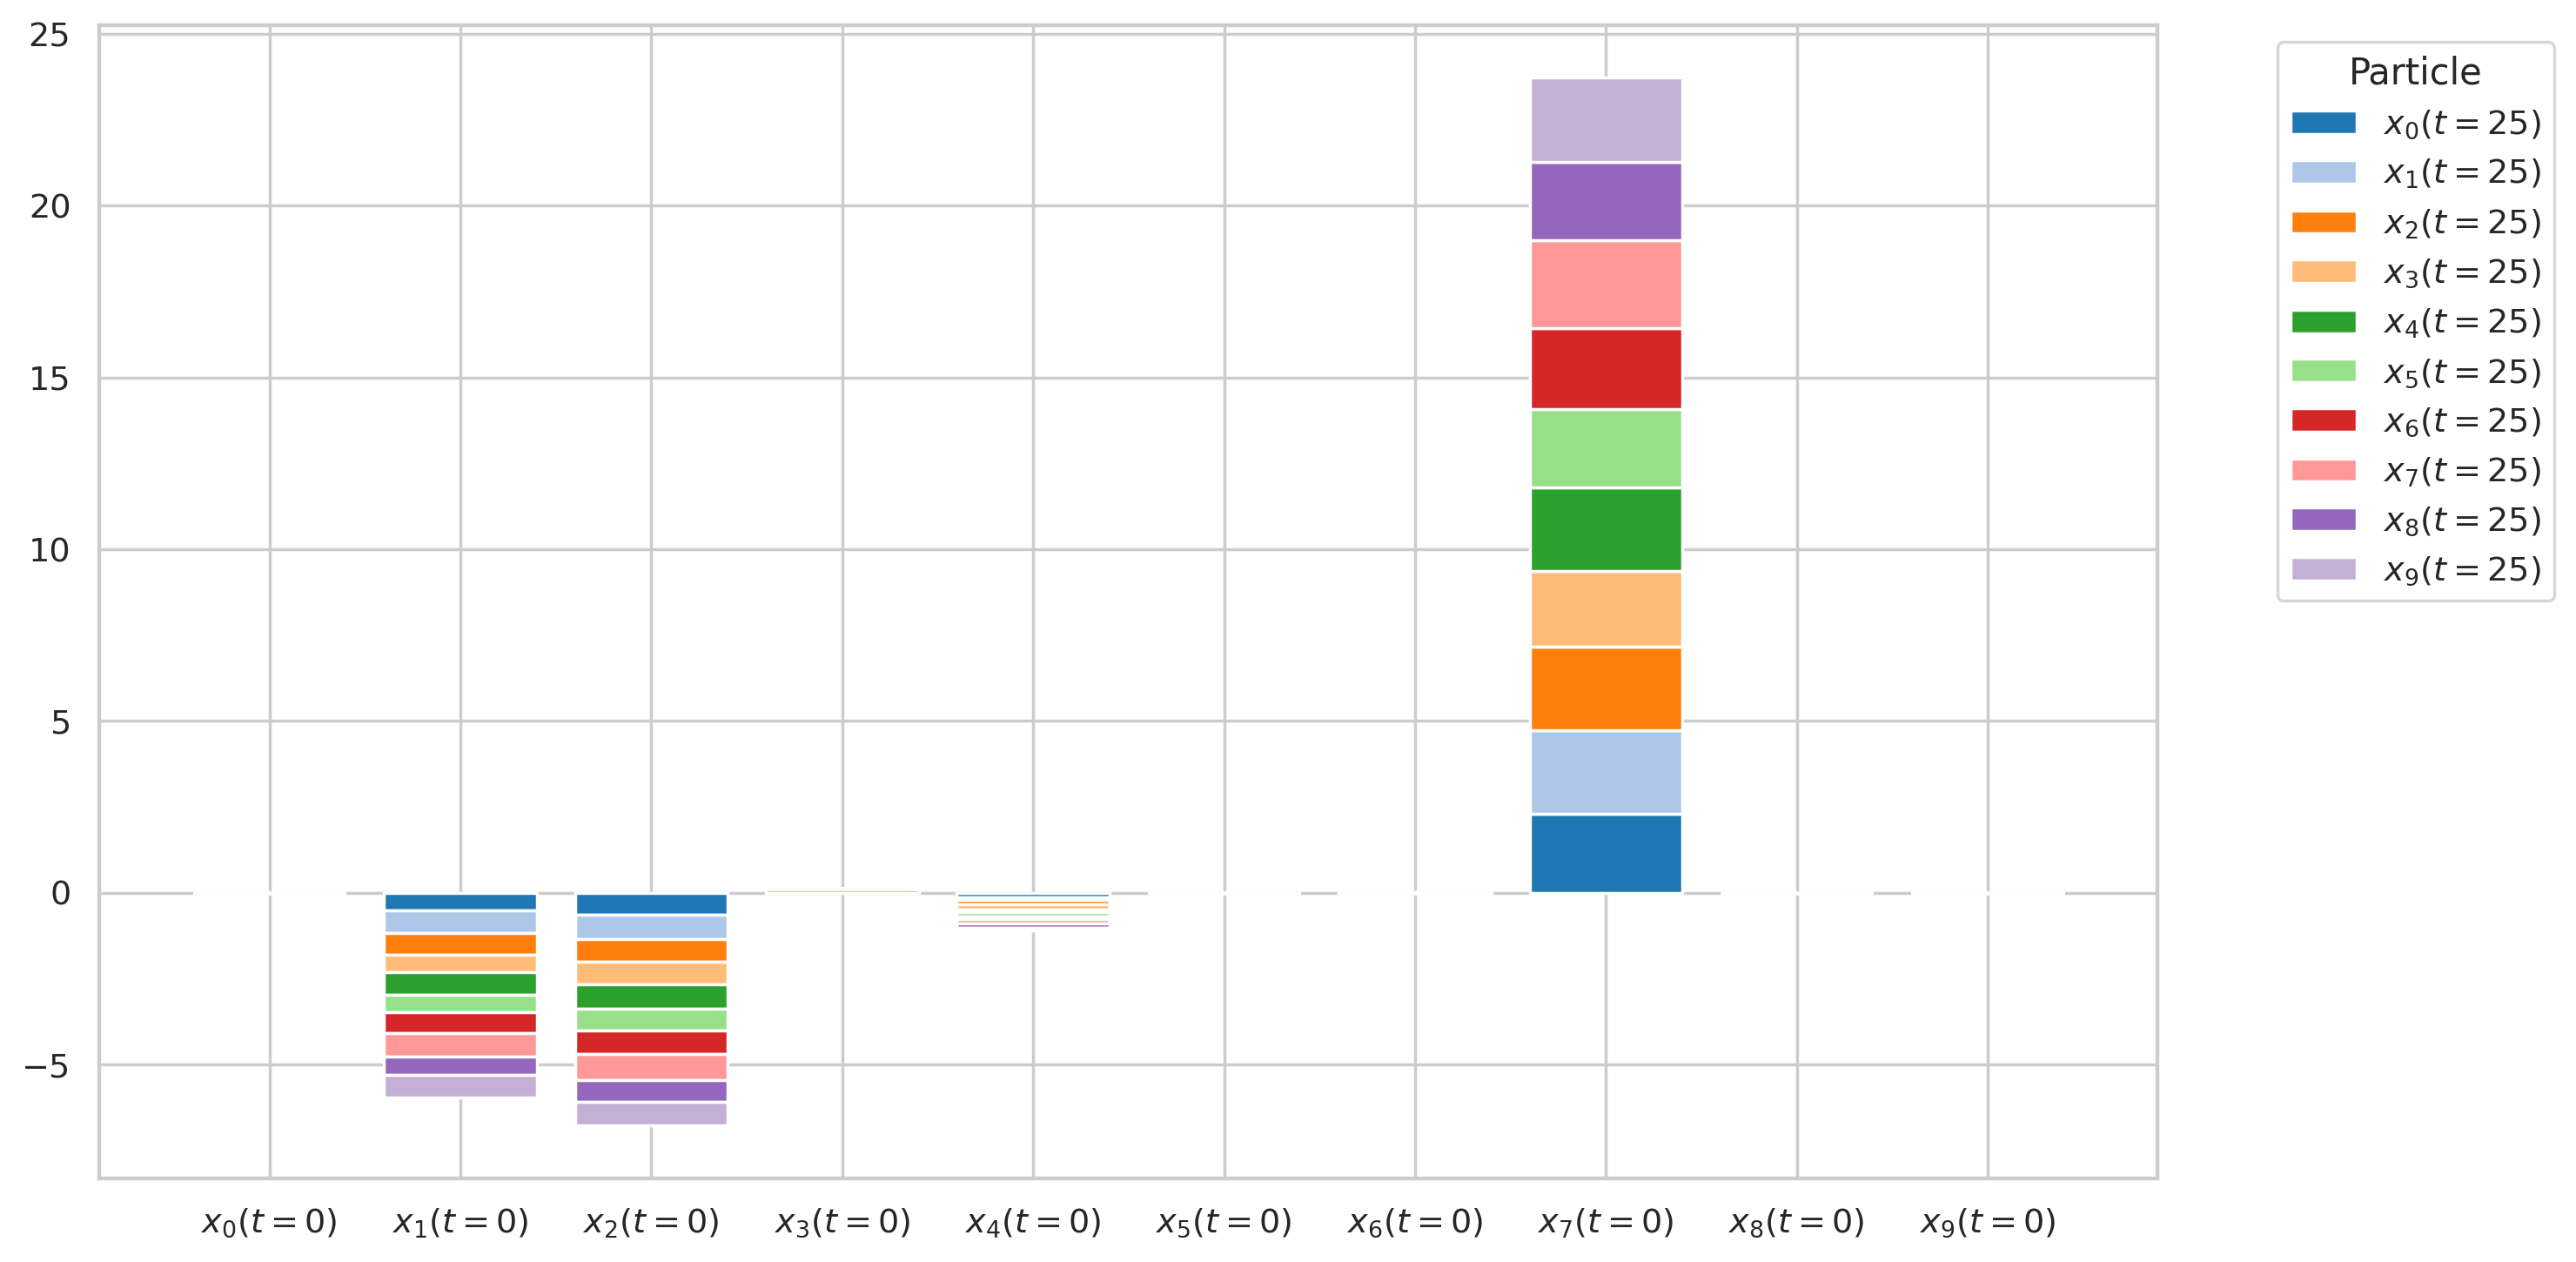 25
20
15
10
5
0
−5
x₀(t = 0) x₁(t = 0) x₂(t = 0) x₃(t = 0) x₄(t = 0) x₅(t = 0) x₆(t = 0) x₇(t = 0) x₈(t = 0) x₉(t = 0)
Particle
x₀(t = 25)
x₁(t = 25)
x₂(t = 25)
x₃(t = 25)
x₄(t = 25)
x₅(t = 25)
x₆(t = 25)
x₇(t = 25)
x₈(t = 25)
x₉(t = 25)